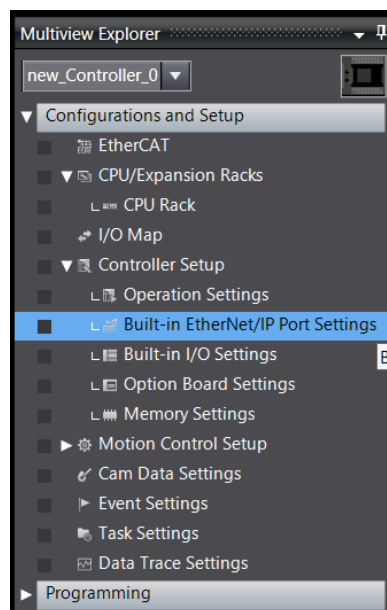 Multiview Explorer
new_Controller_0
Configurations and Setup
EtherCAT
CPU/Expansion Racks
CPU Rack
I/O Map
Controller Setup
Operation Settings
Built-in EtherNet/IP Port Settings
Built-in I/O Settings
Option Board Settings
Memory Settings
Motion Control Setup
Cam Data Settings
Event Settings
Task Settings
Data Trace Settings
Programming